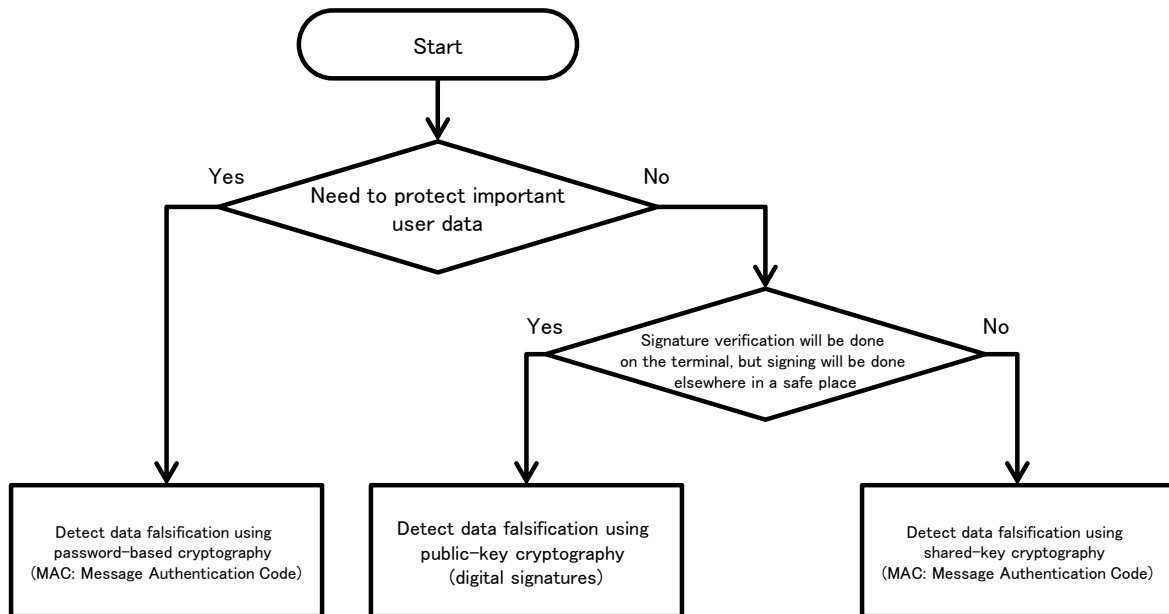 Start
Yes
No
Need to protect important
user data
Yes
No
Signature verification will be done
on the terminal, but signing will be done
elsewhere in a safe place
Detect data falsification using
password-based cryptography
(MAC: Message Authentication Code)
Detect data falsification using
public-key cryptography
(digital signatures)
Detect data falsification using
shared-key cryptography
(MAC: Message Authentication Code)